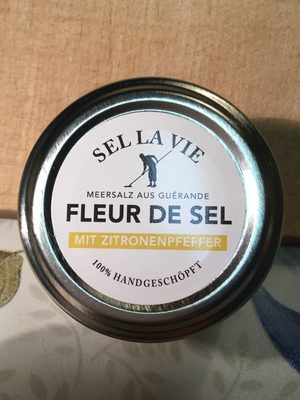 SEL LA VIE
MEERSALZ AUS GUÉRANDE
FLEUR DE SEL
MIT ZITRONENPFEFFER
100% HANDGESCHÖPFT